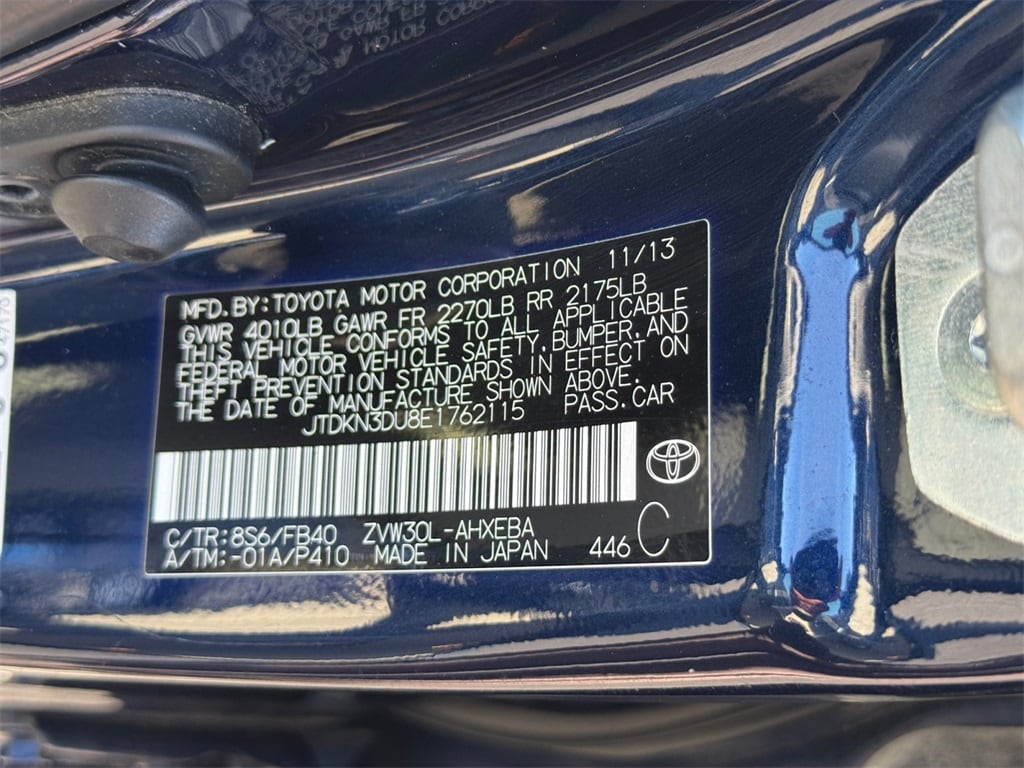 MFD. BY: TOYOTA MOTOR CORPORATION 11/13
GVWR 4010LB GAWR FR 2270LB RR 2175LB
THIS VEHICLE CONFORMS TO ALL APPLICABLE
FEDERAL MOTOR VEHICLE SAFETY, BUMPER, AND
THEFT PREVENTION STANDARDS IN EFFECT ON
THE DATE OF MANUFACTURE SHOWN ABOVE.
JTDKN3DU8E1762115 PASS. CAR
C/TR: 8S6/FB40 ZVW30L-AHXEBA
A/TM: -01A/P410 MADE IN JAPAN 446 C